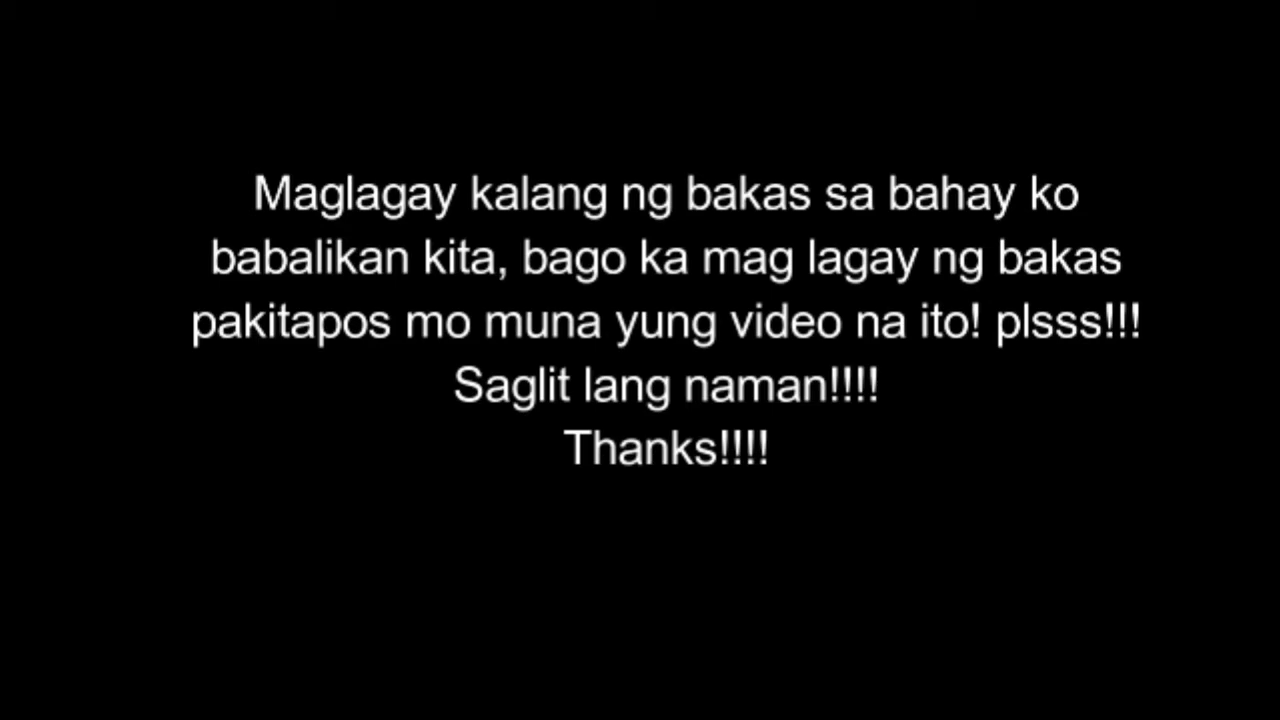 Maglagay kalang ng bakas sa bahay ko
babalikan kita, bago ka mag lagay ng bakas
pakitapos mo muna yung video na ito! plsss!!!
Saglit lang naman!!!!
Thanks!!!!